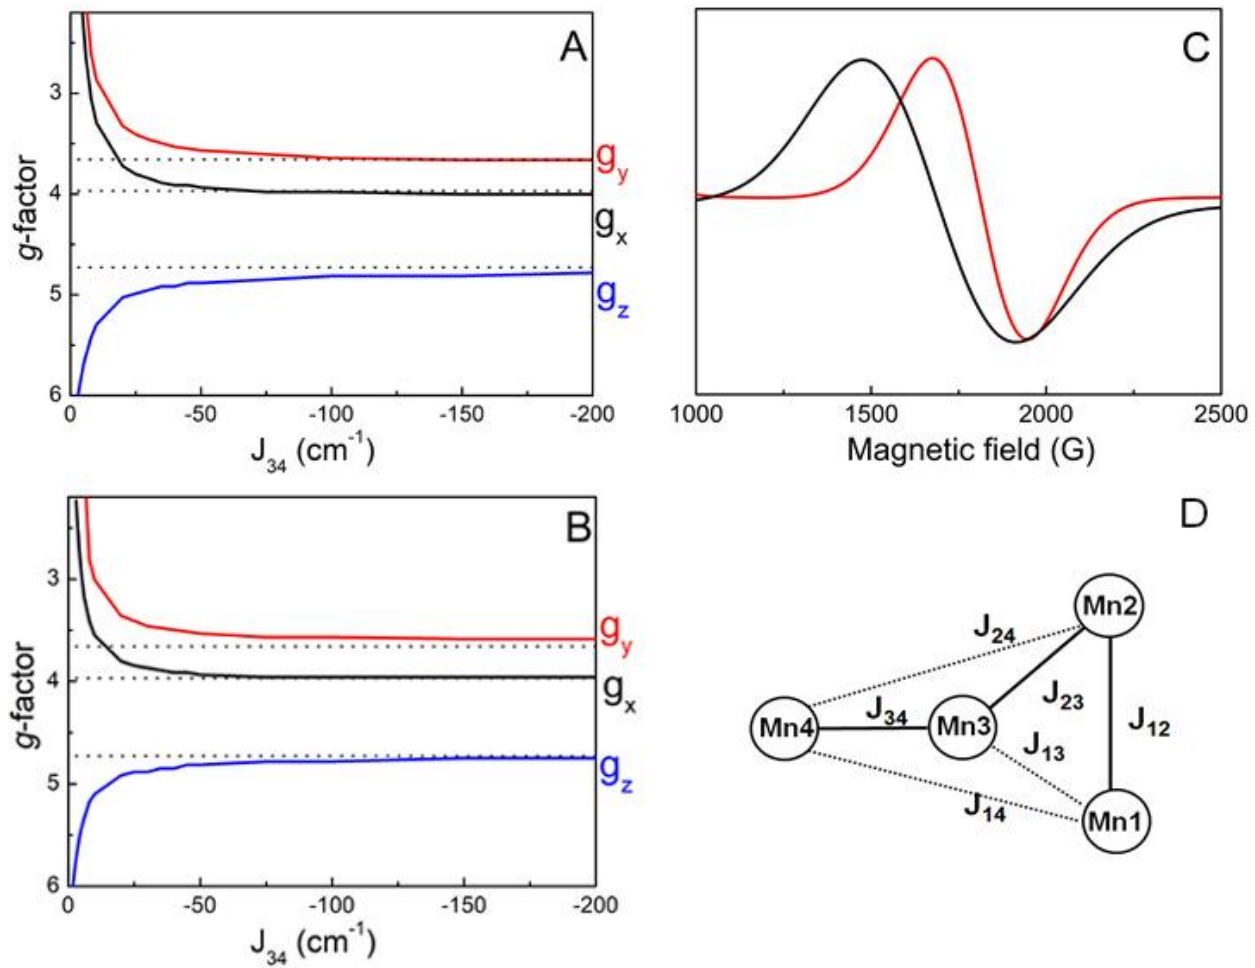 A
3
4
5
6
g-factor
g_y
g_x
g_z
0 -50 -100 -150 -200
J_34 (cm^-1)
C
1000 1500 2000 2500
Magnetic field (G)
B
3
4
5
6
g-factor
g_y
g_x
g_z
0 -50 -100 -150 -200
J_34 (cm^-1)
D
Mn2
J_24
J_23
J_12
Mn4
J_34
Mn3
J_13
J_14
Mn1